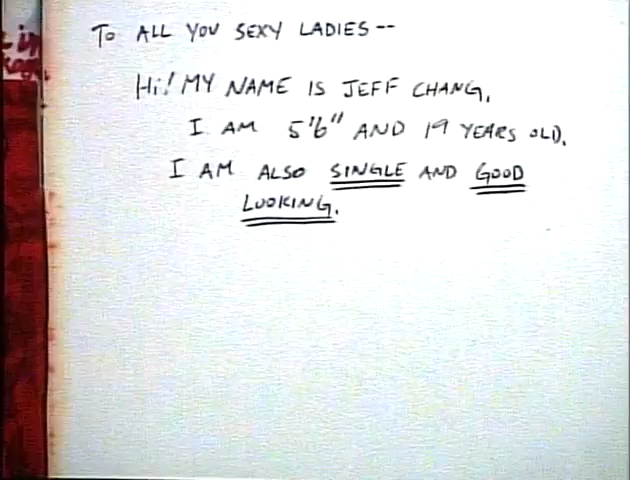 TO ALL YOU SEXY LADIES--
Hi! MY NAME IS JEFF CHANG.
I AM 5'6" AND 19 YEARS OLD.
I AM ALSO SINGLE AND GOOD
LOOKING.